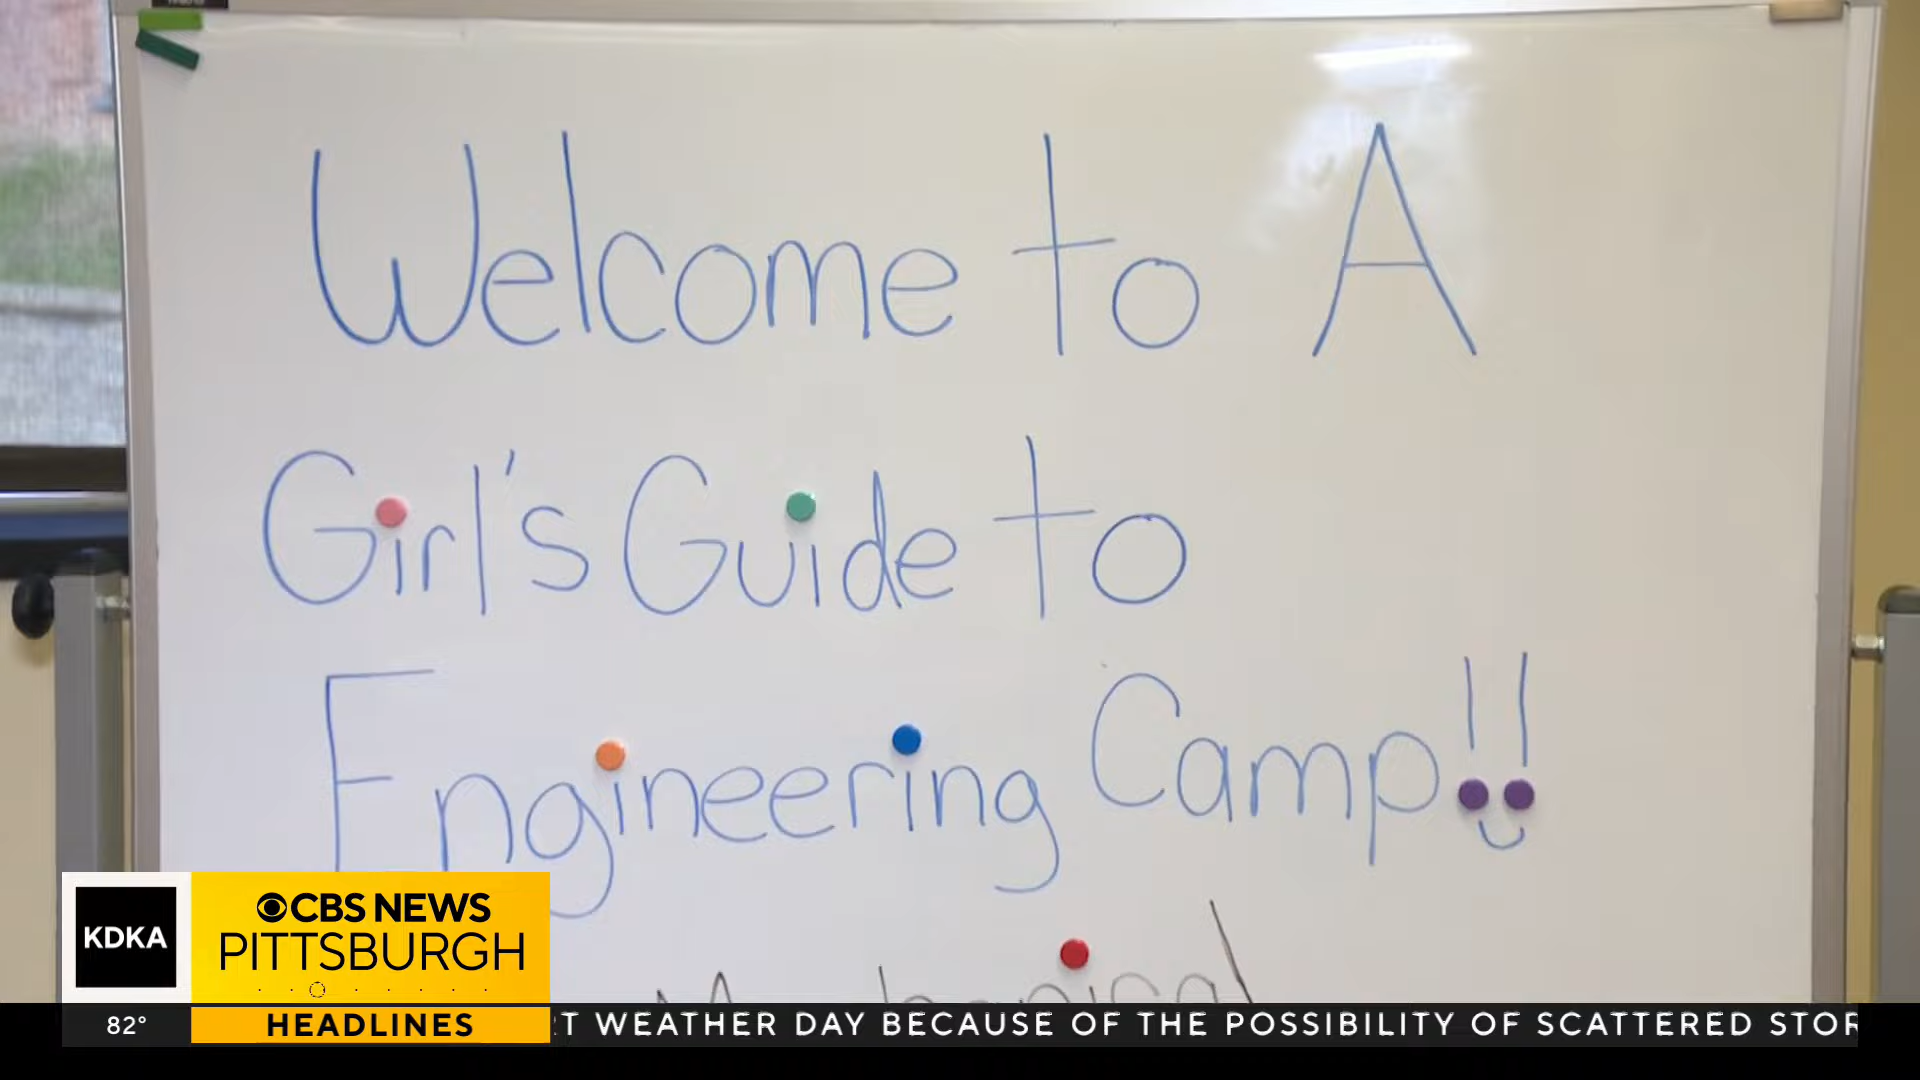 Welcome to A
Girl's Guide to
Engineering Camp!!
Mechanical
KDKA
CBS NEWS
PITTSBURGH
82°
HEADLINES
T WEATHER DAY BECAUSE OF THE POSSIBILITY OF SCATTERED STOR